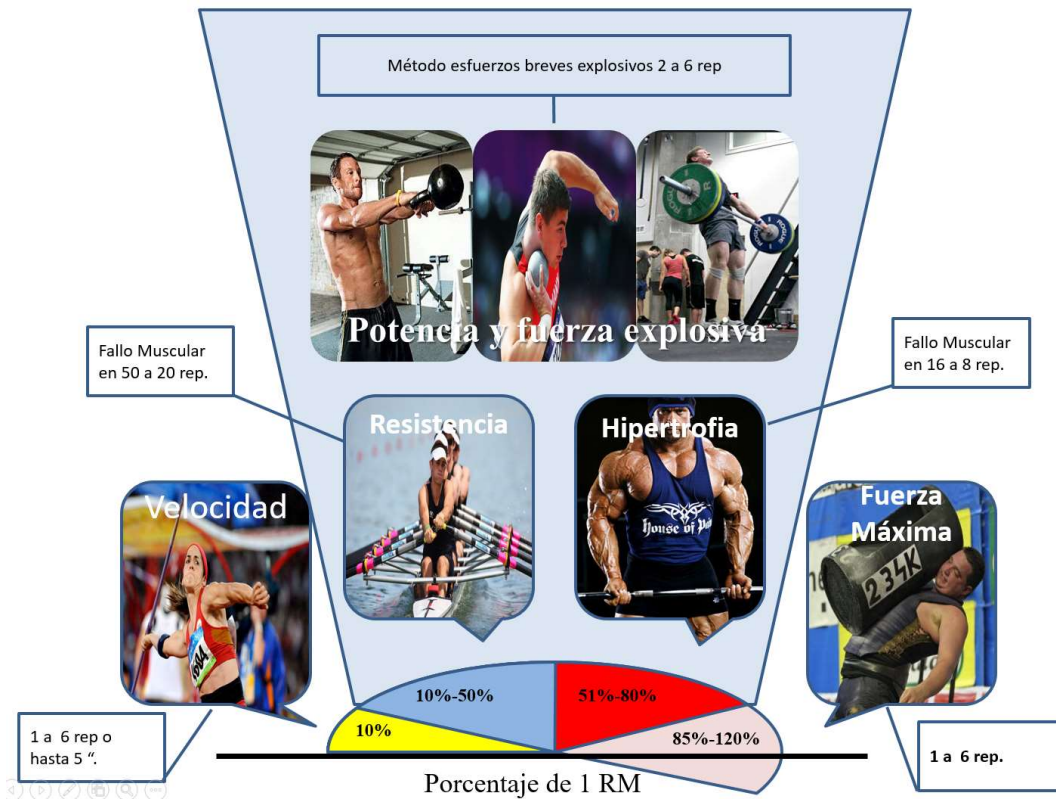 Método esfuerzos breves explosivos 2 a 6 rep
Potencia y fuerza explosiva
Fallo Muscular
en 50 a 20 rep.
Fallo Muscular
en 16 a 8 rep.
Resistencia
Hipertrofia
House of Pain
Velocidad
Fuerza
Máxima
234K
10%-50%
51%-80%
10%
85%-120%
1 a 6 rep o
hasta 5 “.
1 a 6 rep.
Porcentaje de 1 RM